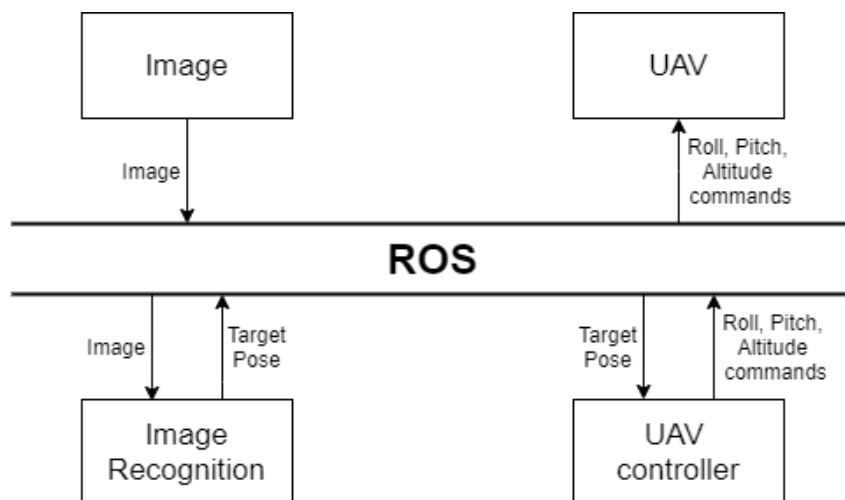 Image
UAV
Image
Roll, Pitch,
Altitude
commands
ROS
Image
Target
Pose
Target
Pose
Roll, Pitch,
Altitude
commands
Image
Recognition
UAV
controller